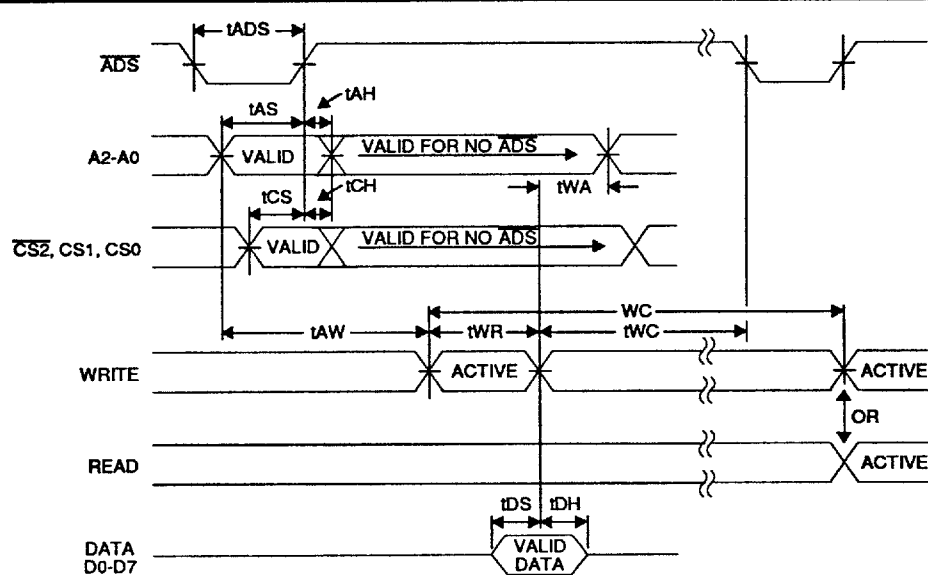 tADS
ADS
tAS
tAH
A2-A0
VALID
VALID FOR NO ADS
tCS
tCH
tWA
CS2, CS1, CS0
VALID
VALID FOR NO ADS
WC
tAW
tWR
tWC
WRITE
ACTIVE
ACTIVE
OR
READ
ACTIVE
tDS
tDH
DATA
D0-D7
VALID
DATA